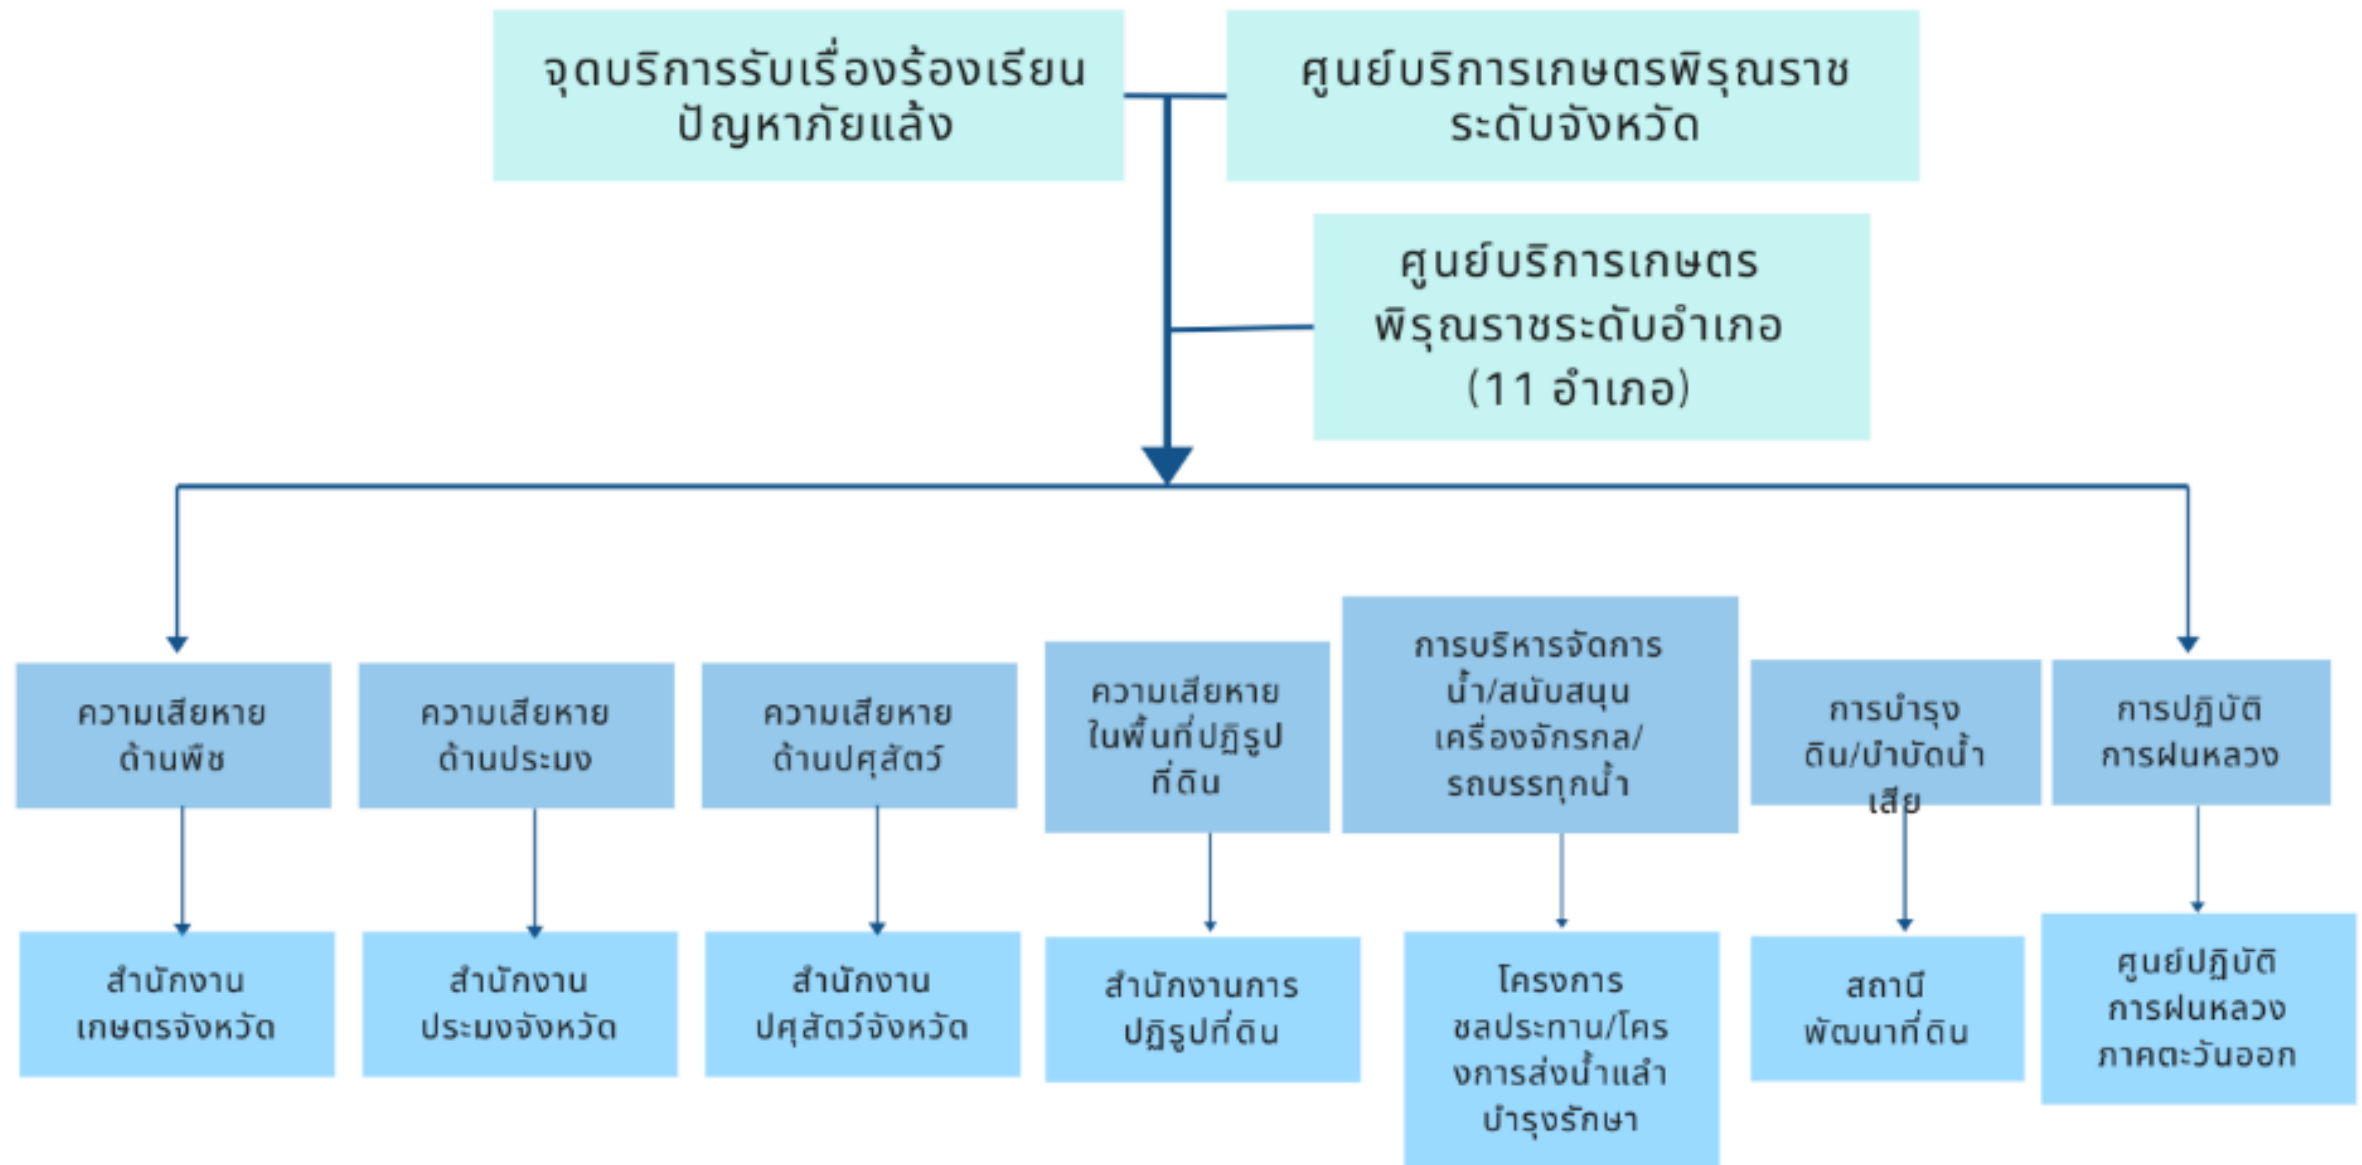 จุดบริการรับเรื่องร้องเรียน
ปัญหาภัยแล้ง
ศูนย์บริการเกษตรพิรุณราช
ระดับจังหวัด
ศูนย์บริการเกษตร
พิรุณราชระดับอำเภอ
(11 อำเภอ)
ความเสียหาย
ด้านพืช
ความเสียหาย
ด้านประมง
ความเสียหาย
ด้านปศุสัตว์
ความเสียหาย
ในพื้นที่ปฏิรูป
ที่ดิน
การบริหารจัดการ
น้ำ/สนับสนุน
เครื่องจักรกล/
รถบรรทุกน้ำ
การบำรุง
ดิน/บำบัดน้ำ
เสีย
การปฏิบัติ
การฝนหลวง
สำนักงาน
เกษตรจังหวัด
สำนักงาน
ประมงจังหวัด
สำนักงาน
ปศุสัตว์จังหวัด
สำนักงานการ
ปฏิรูปที่ดิน
โครงการ
ชลประทาน/โคร
งการส่งน้ำแลำ
บำรุงรักษา
สถานี
พัฒนาที่ดิน
ศูนย์ปฏิบัติ
การฝนหลวง
ภาคตะวันออก